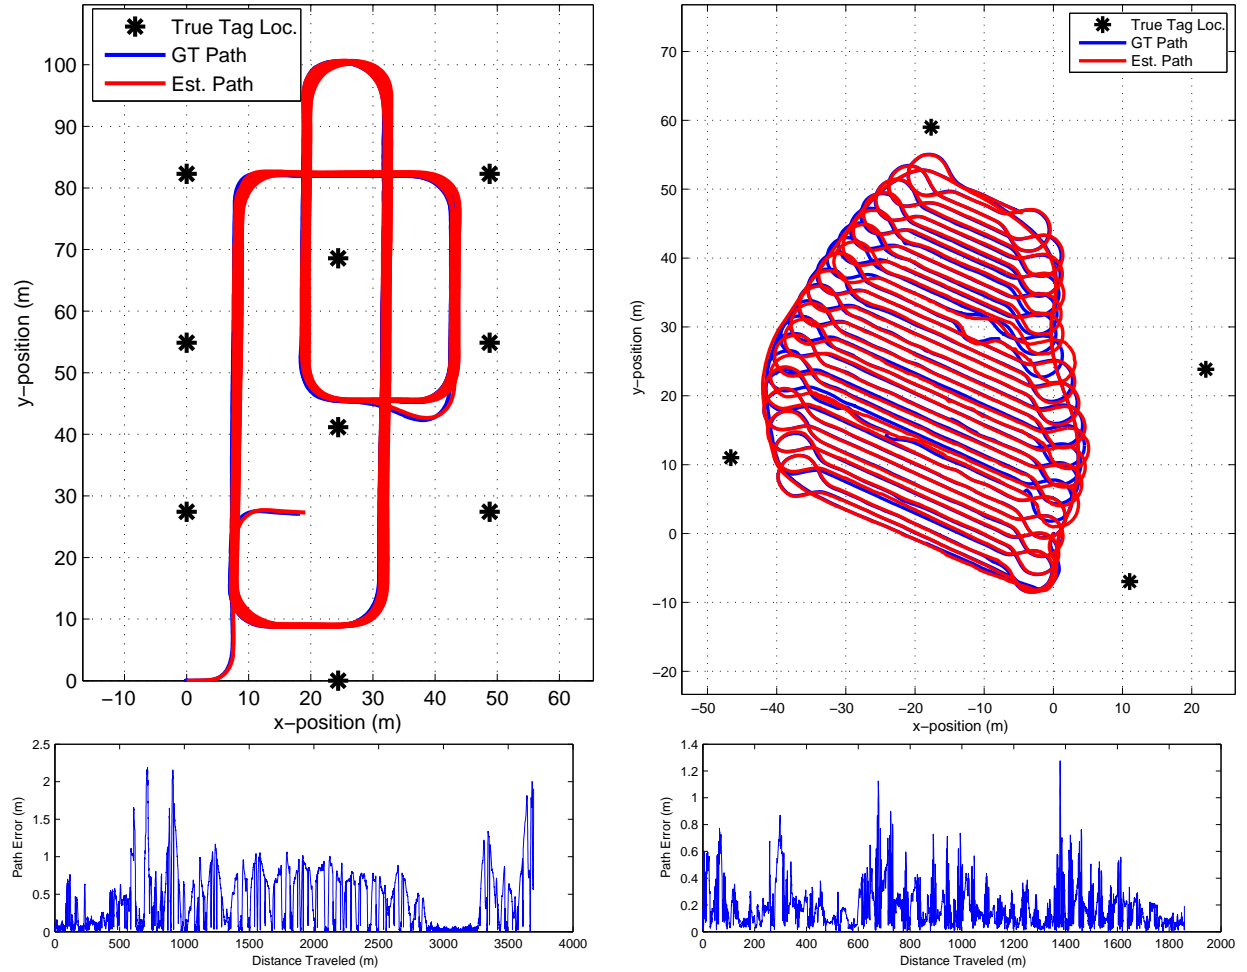 True Tag Loc.
GT Path
Est. Path
100
90
80
70
60
50
40
30
20
10
0
y−position (m)
−10 0 10 20 30 40 50 60
x−position (m)
True Tag Loc.
GT Path
Est. Path
70
60
50
40
30
20
10
0
−10
−20
y−position (m)
−50 −40 −30 −20 −10 0 10 20
x−position (m)
2.5
2
1.5
1
0.5
0
Path Error (m)
0 500 1000 1500 2000 2500 3000 3500 4000
Distance Traveled (m)
1.4
1.2
1
0.8
0.6
0.4
0.2
0
Path Error (m)
0 200 400 600 800 1000 1200 1400 1600 1800 2000
Distance Traveled (m)